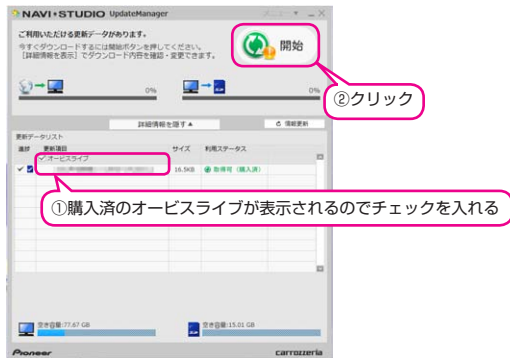 NAVI•STUDIO UpdateManager
メニュー▼ _ X
ご利用いただける更新データがあります。
今すぐダウンロードするには開始ボタンを押してください。
[詳細情報を表示] でダウンロード内容を確認・変更できます。
開始
0%
0%
②クリック
詳細情報を隠す▲
情報更新
更新データリスト
選択 更新項目 サイズ 利用ステータス
オービスライブ
16.5KB 取得可（購入済）
①購入済のオービスライブが表示されるのでチェックを入れる
空き容量:77.67 GB
空き容量:15.01 GB
Pioneer
carrozzeria